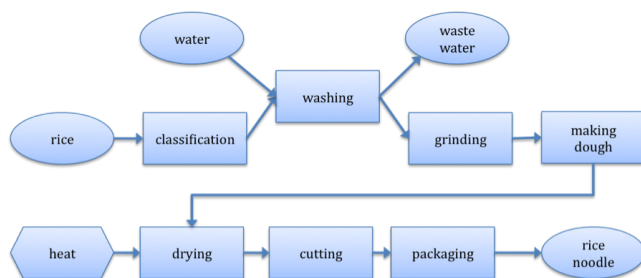 water
waste
water
washing
rice
classification
grinding
making
dough
heat
drying
cutting
packaging
rice
noodle